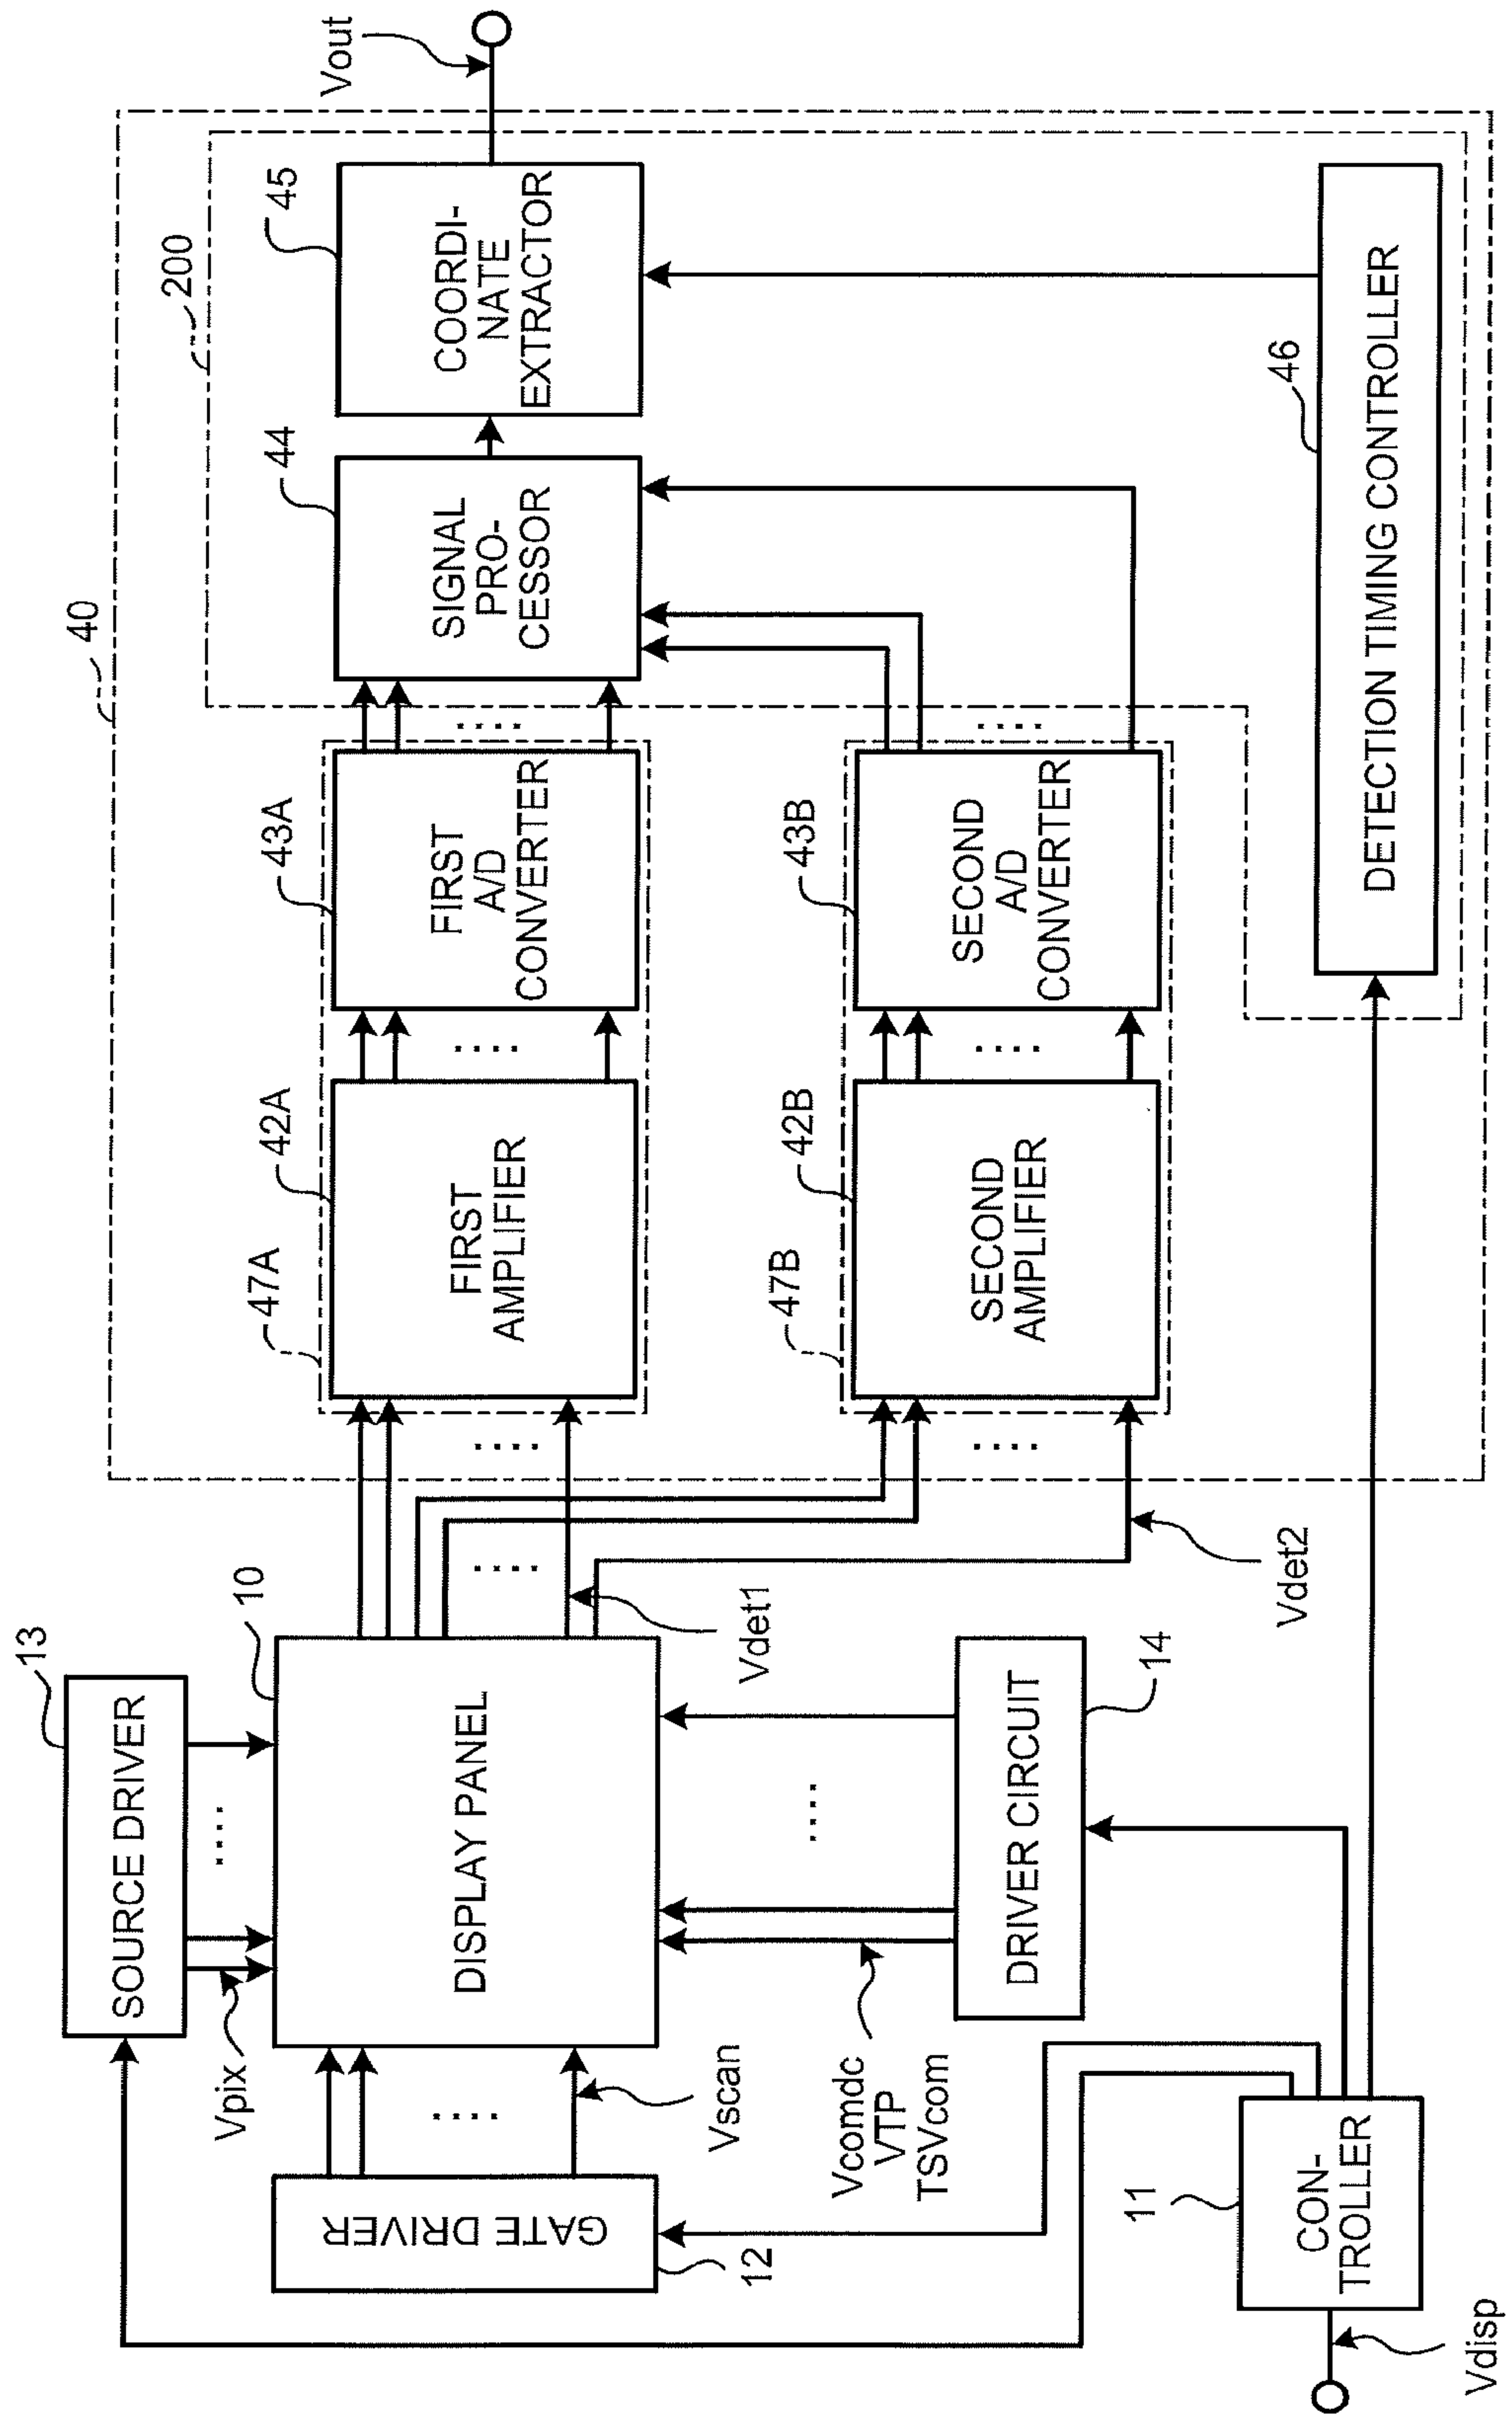 13
SOURCE DRIVER
Vpix
10
DISPLAY PANEL
GATE DRIVER
12
Vscan
Vcomdc
VTP
TSVcom
DRIVER CIRCUIT
14
11
CON-
TROLLER
Vdisp
Vdet1
Vdet2
40
47A
42A
FIRST
AMPLIFIER
43A
FIRST
A/D
CONVERTER
47B
42B
SECOND
AMPLIFIER
43B
SECOND
A/D
CONVERTER
200
44
SIGNAL
PRO-
CESSOR
45
COORDI-
NATE
EXTRACTOR
Vout
46
DETECTION TIMING CONTROLLER